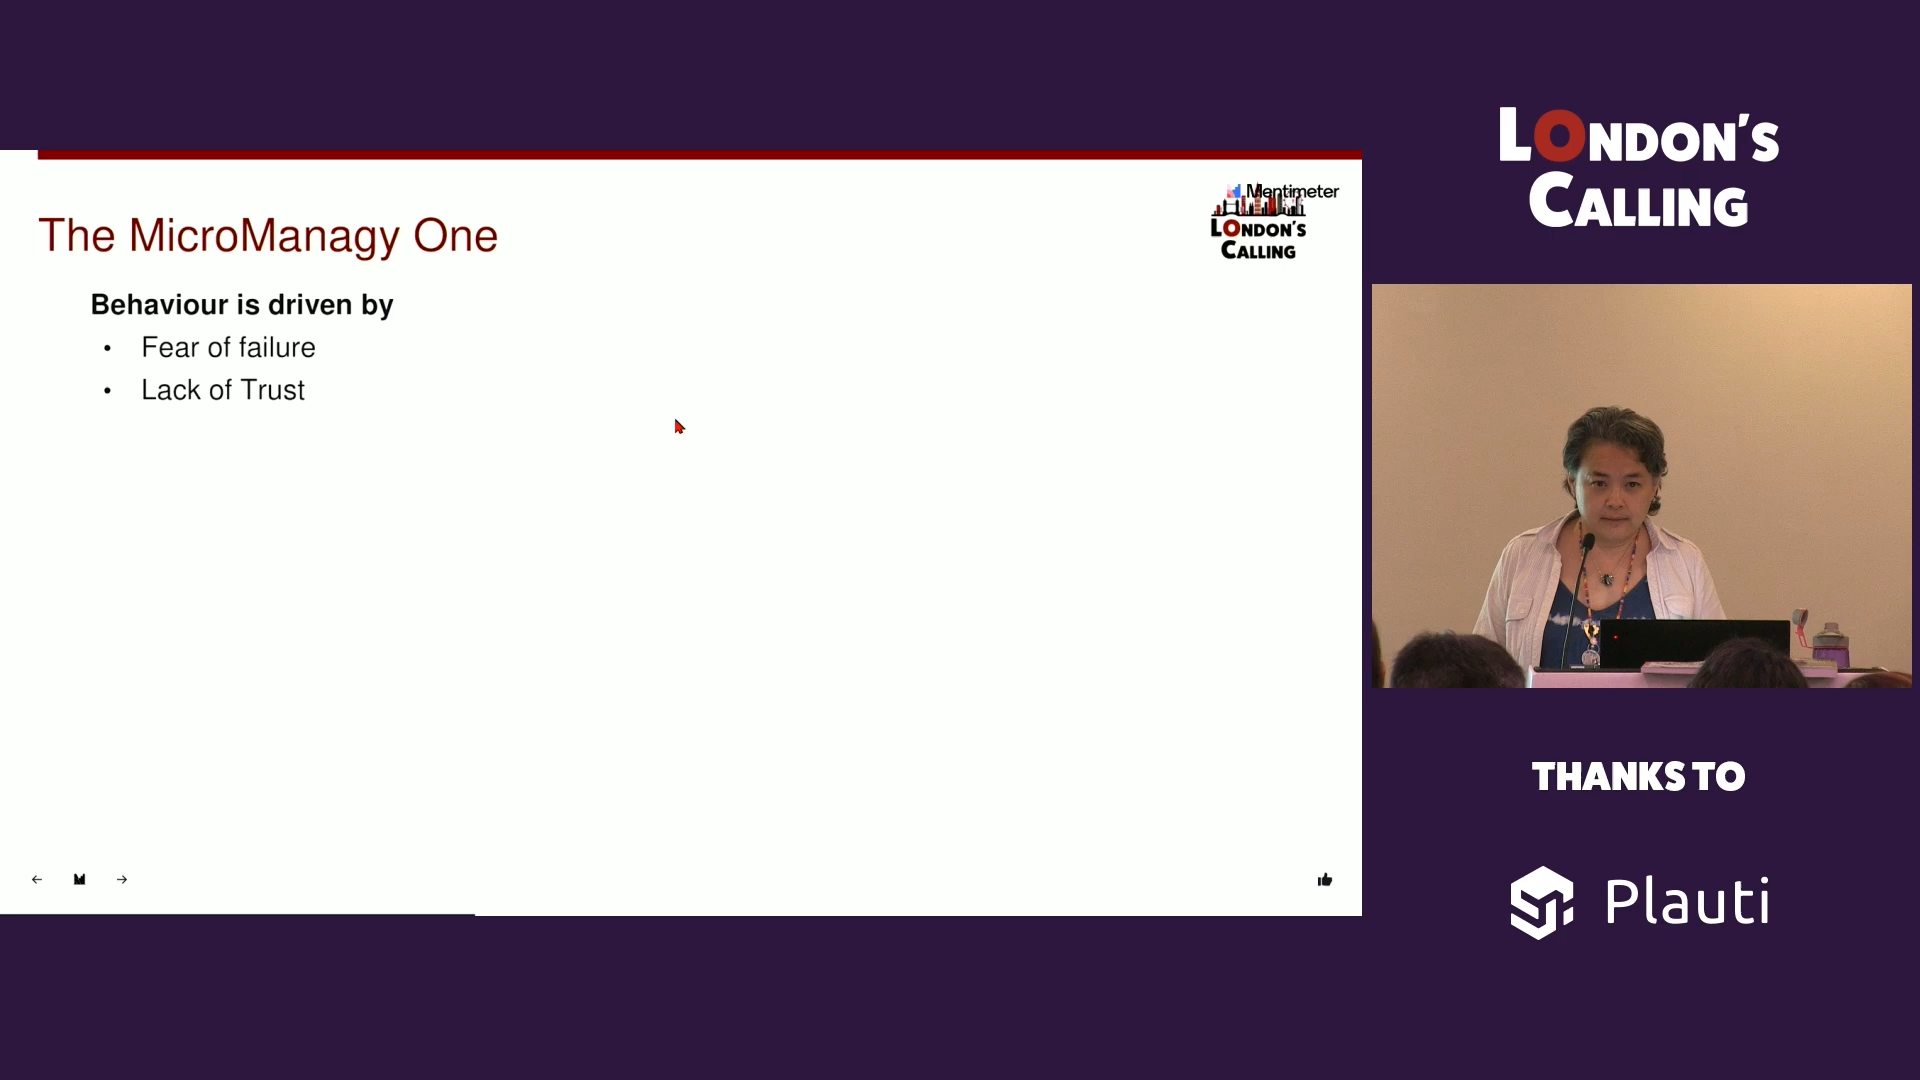 The MicroManagy One
Mentimeter
LONDON'S
CALLING
Behaviour is driven by
• Fear of failure
• Lack of Trust
LONDON'S
CALLING
THANKS TO
Plauti